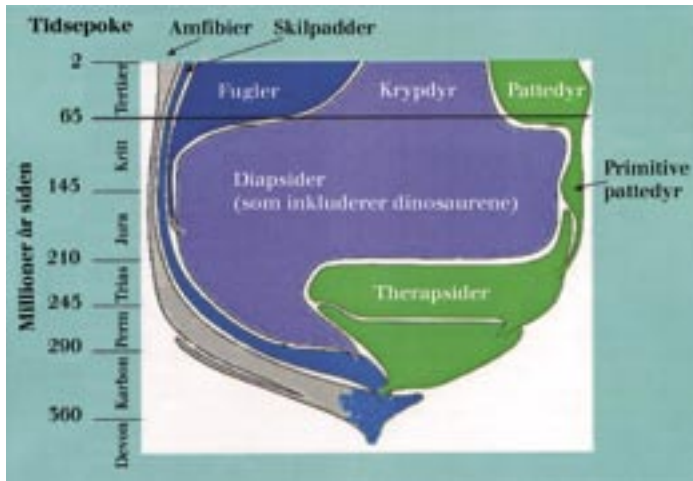 Tidsepoke
Amfibier
Skilpadder
2
65
145
210
245
290
360
Millioner år siden
Tertiær
Kritt
Jura
Trias
Perm
Karbon
Devon
Fugler
Krypdyr
Pattedyr
Diapsider
(som inkluderer dinosaurene)
Primitive
pattedyr
Therapsider